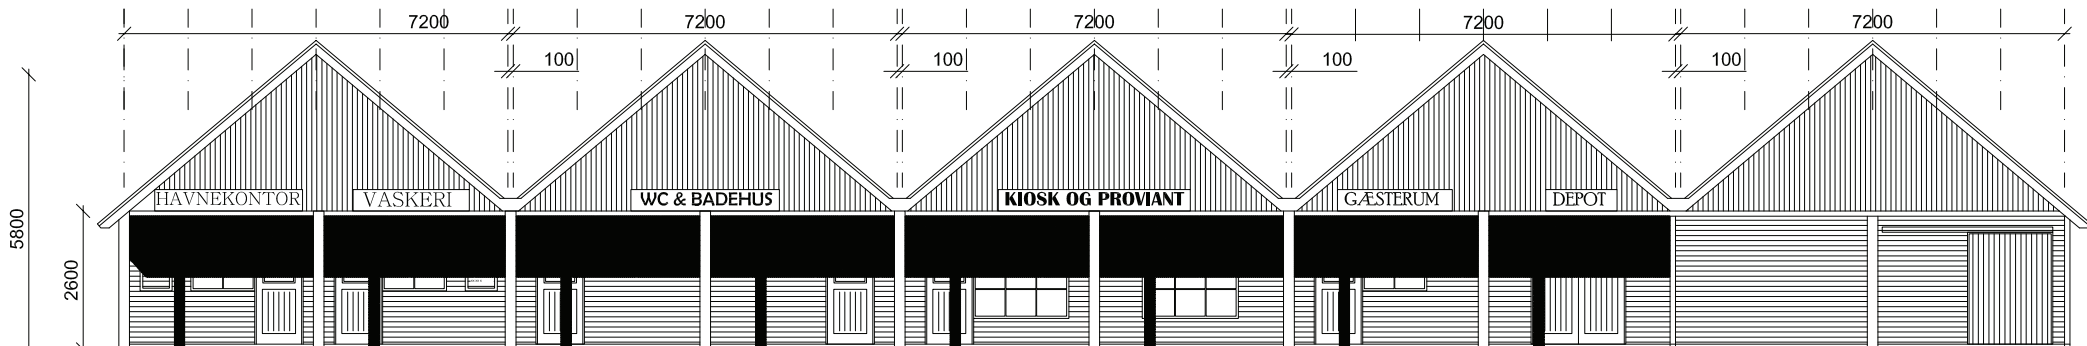 7200 7200 7200 7200 7200
100 100 100 100
5800
2600
HAVNEKONTOR VASKERI WC & BADEHUS KIOSK OG PROVIANT GÆSTERUM DEPOT